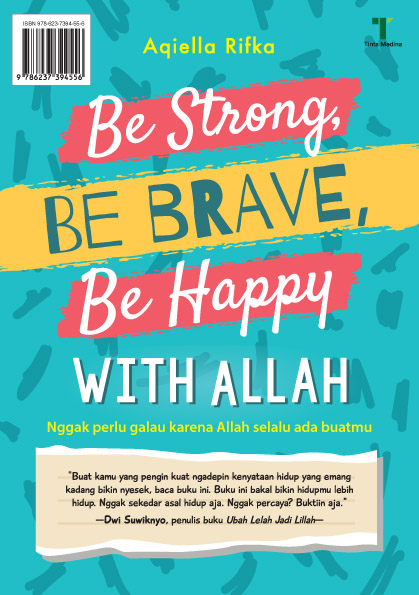 ISBN 978-623-7394-55-6
9 786237 394556
Aqiella Rifka
Tinta Medina
Be Strong,
BE BRAVE,
Be Happy
WITH ALLAH
Nggak perlu galau karena Allah selalu ada buatmu
"Buat kamu yang pengin kuat ngadepin kenyataan hidup yang emang
kadang bikin nyesek, baca buku ini. Buku ini bakal bikin hidupmu lebih
hidup. Nggak sekedar asal hidup aja. Nggak percaya? Buktiin aja."
—Dwi Suwiknyo, penulis buku Ubah Lelah Jadi Lillah—